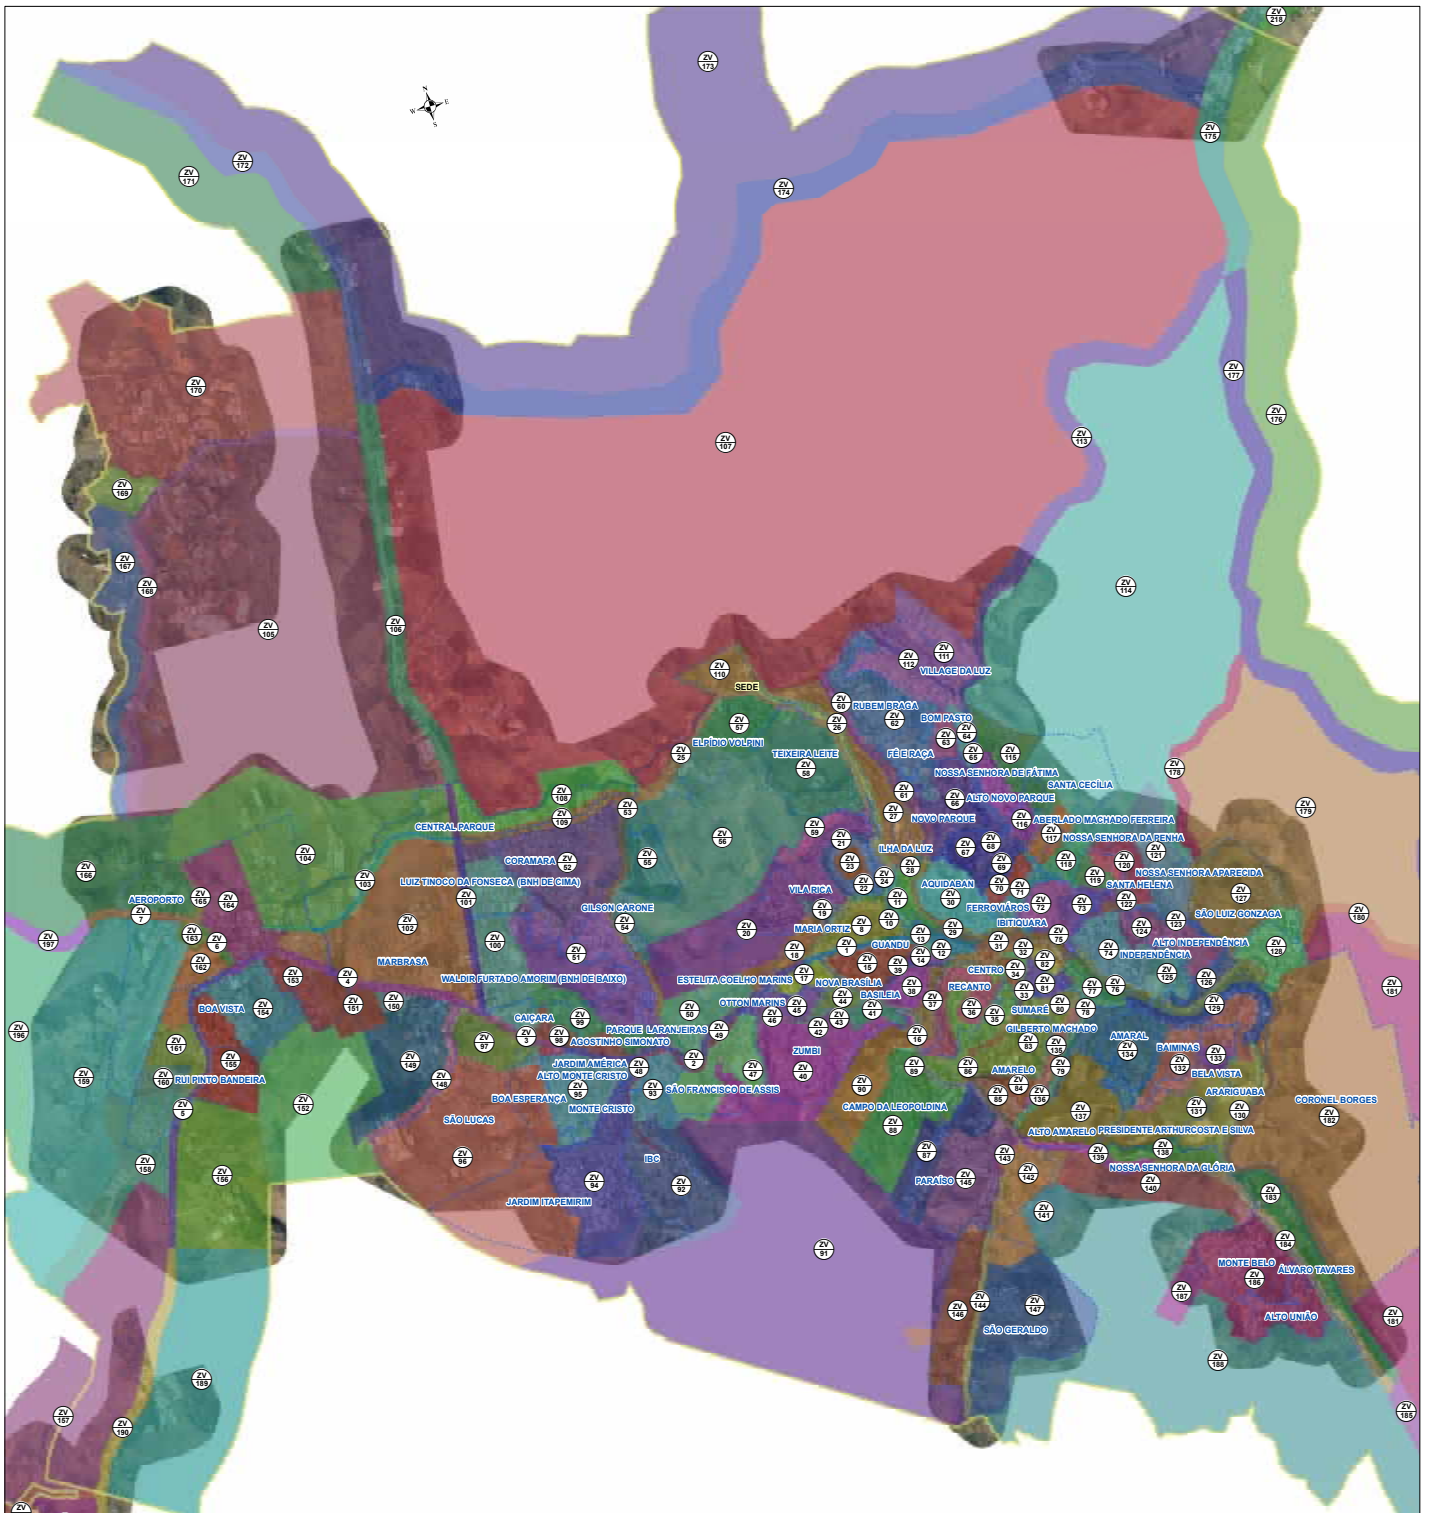 ZV 218
ZV 173
N
W E
S
ZV 175
ZV 172
ZV 171
ZV 174
ZV 177
ZV 170
ZV 176
ZV 107
ZV 113
ZV 169
ZV 167
ZV 168
ZV 114
ZV 105
ZV 106
ZV 112
ZV 111
VILLAGE DA LUZ
ZV 110
SEDE
ZV 60
RUBEM BRAGA
ZV 57
ZV 26
ZV 62
BOM PASTO
ZV 63
ZV 64
ELPÍDIO VOLPINI
ZV 25
TEIXEIRA LEITE
ZV 58
FÉ E RAÇA
ZV 65
ZV 115
NOSSA SENHORA DE FÁTIMA
ZV 178
SANTA CECÍLIA
ZV 108
ZV 61
ZV 66
ALTO NOVO PARQUE
ZV 179
ZV 53
ZV 109
ZV 27
NOVO PARQUE
ZV 116
ABERLADO MACHADO FERREIRA
CENTRAL PARQUE
ZV 59
ZV 56
ZV 21
ZV 117
NOSSA SENHORA DA PENHA
ZV 104
CORAMARA
ZV 52
ZV 55
ZV 23
ILHA DA LUZ
ZV 28
ZV 67
ZV 68
ZV 69
ZV 118
ZV 120
ZV 121
ZV 166
NOSSA SENHORA APARECIDA
ZV 103
LUIZ TINOCO DA FONSECA (BNH DE CIMA)
ZV 22
ZV 24
AQUIDABAN
ZV 70
ZV 71
ZV 119
SANTA HELENA
VILA RICA
ZV 127
AEROPORTO
ZV 165
ZV 164
ZV 101
ZV 11
ZV 30
ZV 72
ZV 73
ZV 122
ZV 7
GILSON CARONE
ZV 54
ZV 19
FERROVIÁROS
SÃO LUIZ GONZAGA
ZV 180
ZV 102
ZV 20
MARIA ORTIZ
ZV 8
ZV 10
IBITIQUARA
ZV 124
ZV 123
ZV 197
ZV 163
ZV 6
ZV 100
ZV 13
ZV 29
ZV 31
ZV 75
ALTO INDEPENDÊNCIA
ZV 128
ZV 51
ZV 18
ZV 1
GUANDU
ZV 14
ZV 12
ZV 32
ZV 74
INDEPENDÊNCIA
MARBRASA
ZV 162
ZV 15
ZV 39
CENTRO
ZV 34
ZV 82
ZV 153
ZV 4
WALDIR FURTADO AMORIM (BNH DE BAIXO)
ESTELITA COELHO MARINS
ZV 17
NOVA BRASÍLIA
ZV 38
RECANTO
ZV 33
ZV 81
ZV 77
ZV 76
ZV 125
ZV 126
ZV 181
BOA VISTA
ZV 154
ZV 151
ZV 150
OTTON MARINS
ZV 45
ZV 44
BASILEIA
ZV 37
ZV 36
SUMARÉ
ZV 80
ZV 78
ZV 129
CAIÇARA
ZV 99
ZV 50
ZV 46
ZV 43
ZV 41
ZV 35
ZV 196
PARQUE LARANJEIRAS
ZV 49
ZV 42
GILBERTO MACHADO
AMARAL
ZV 161
ZV 97
ZV 3
ZV 98
AGOSTINHO SIMONATO
ZV 16
ZV 83
ZV 135
ZV 134
BAIMINAS
ZV 133
ZV 155
ZV 149
JARDIM AMÉRICA
ZV 48
ZV 2
ZUMBI
ZV 40
ZV 47
ZV 89
ZV 86
AMARELO
ZV 79
ZV 132
BELA VISTA
ZV 159
ZV 160
RUI PINTO BANDEIRA
ZV 148
ALTO MONTE CRISTO
ZV 95
ZV 93
SÃO FRANCISCO DE ASSIS
ZV 90
ZV 84
ZV 85
ZV 136
ARARIGUABA
CORONEL BORGES
ZV 182
ZV 5
ZV 152
BOA ESPERANÇA
MONTE CRISTO
CAMPO DA LEOPOLDINA
ZV 88
ZV 137
ZV 131
ZV 130
SÃO LUCAS
ALTO AMARELO
PRESIDENTE ARTHURCOSTA E SILVA
ZV 96
IBC
ZV 87
ZV 143
ZV 139
ZV 138
ZV 158
ZV 156
ZV 94
ZV 92
PARAÍSO
ZV 145
ZV 142
NOSSA SENHORA DA GLÓRIA
ZV 140
ZV 183
JARDIM ITAPEMIRIM
ZV 141
ZV 91
ZV 184
MONTE BELO
ZV 186
ÁLVARO TAVARES
ZV 187
ZV 146
ZV 144
ZV 147
ALTO UNIÃO
ZV 181
SÃO GERALDO
ZV 188
ZV 189
ZV 157
ZV 190
ZV 185
ZV